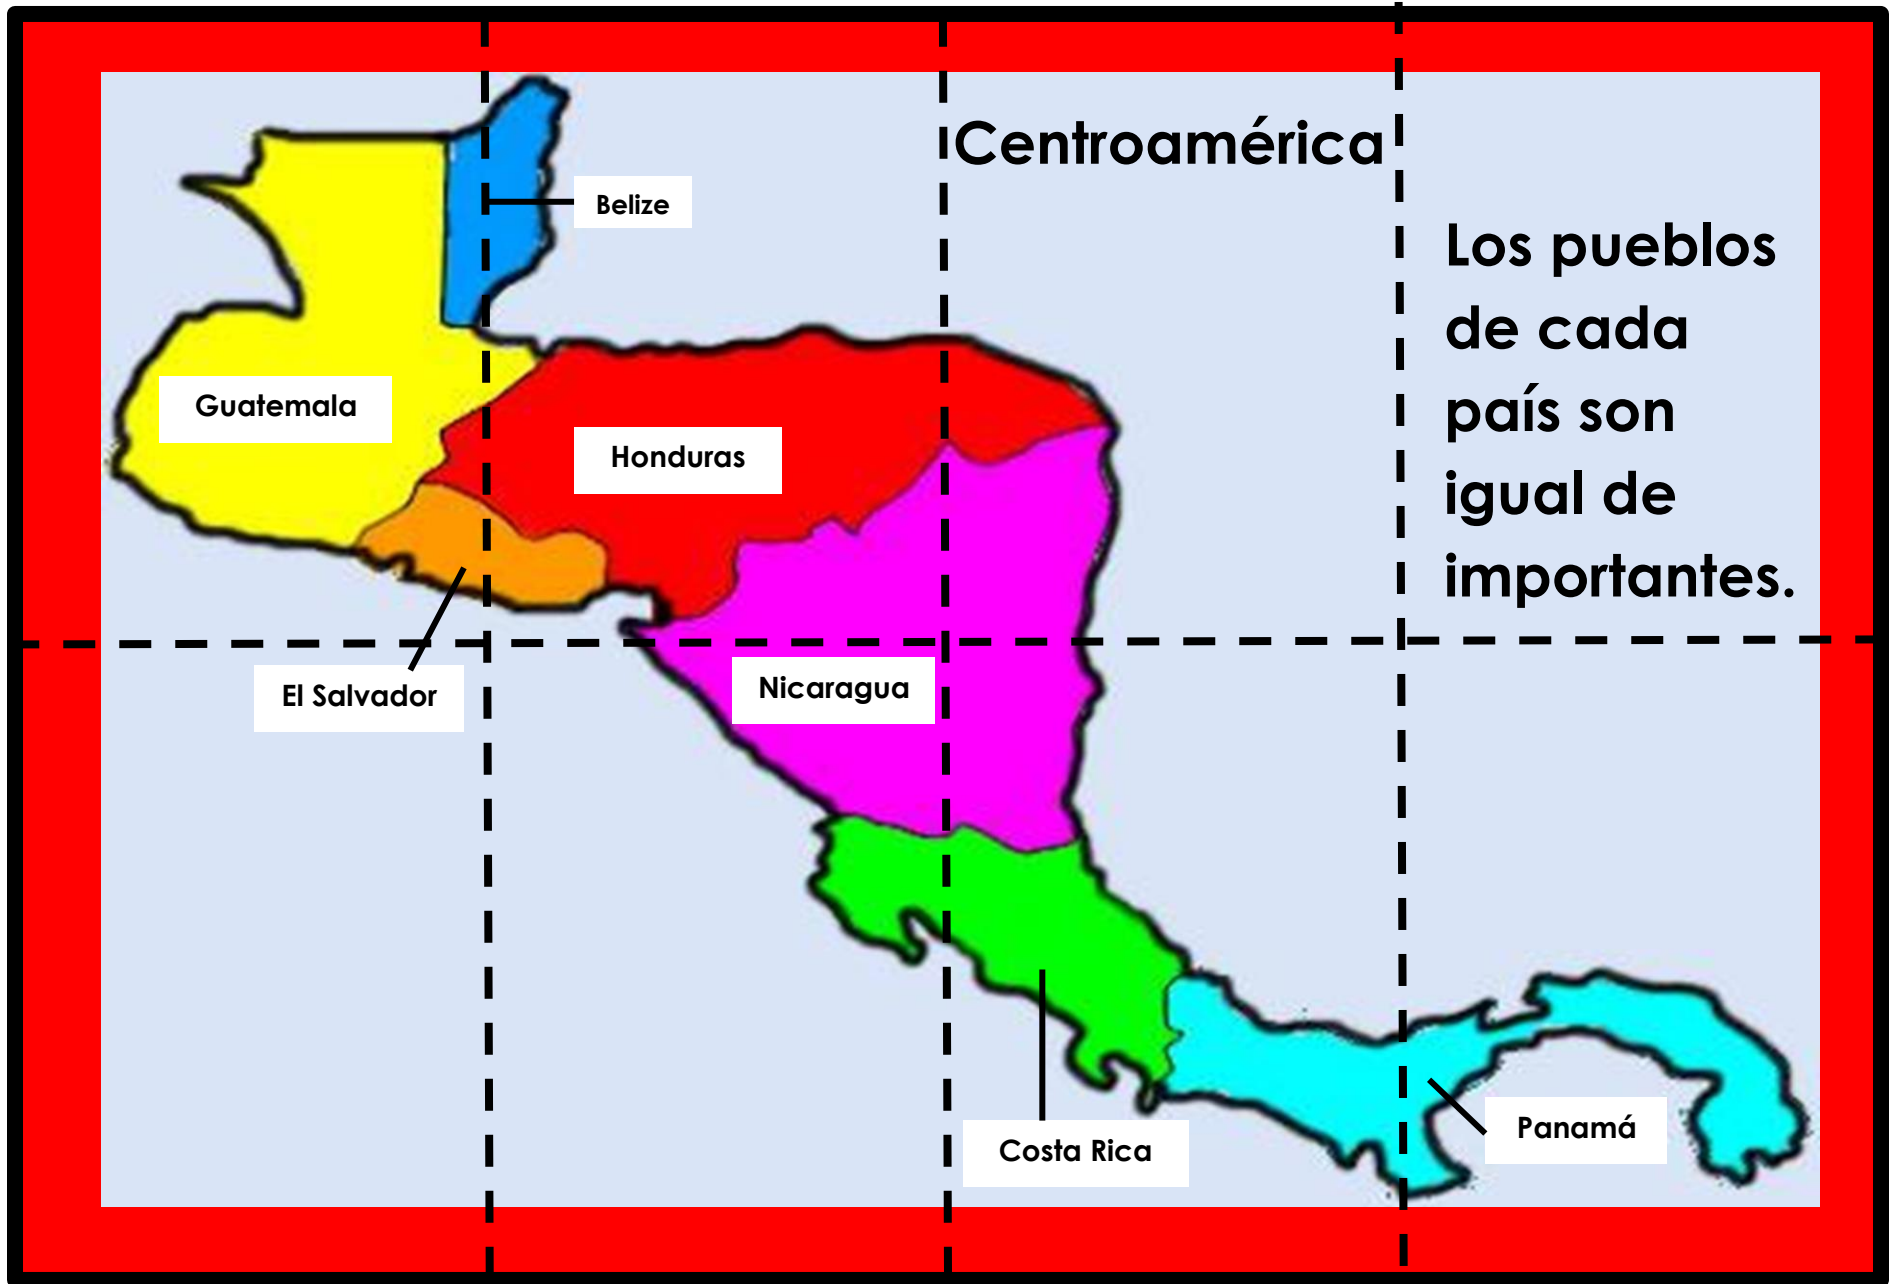 Centroamérica
Belize
Los pueblos
de cada
país son
igual de
importantes.
Guatemala
Honduras
El Salvador
Nicaragua
Costa Rica
Panamá